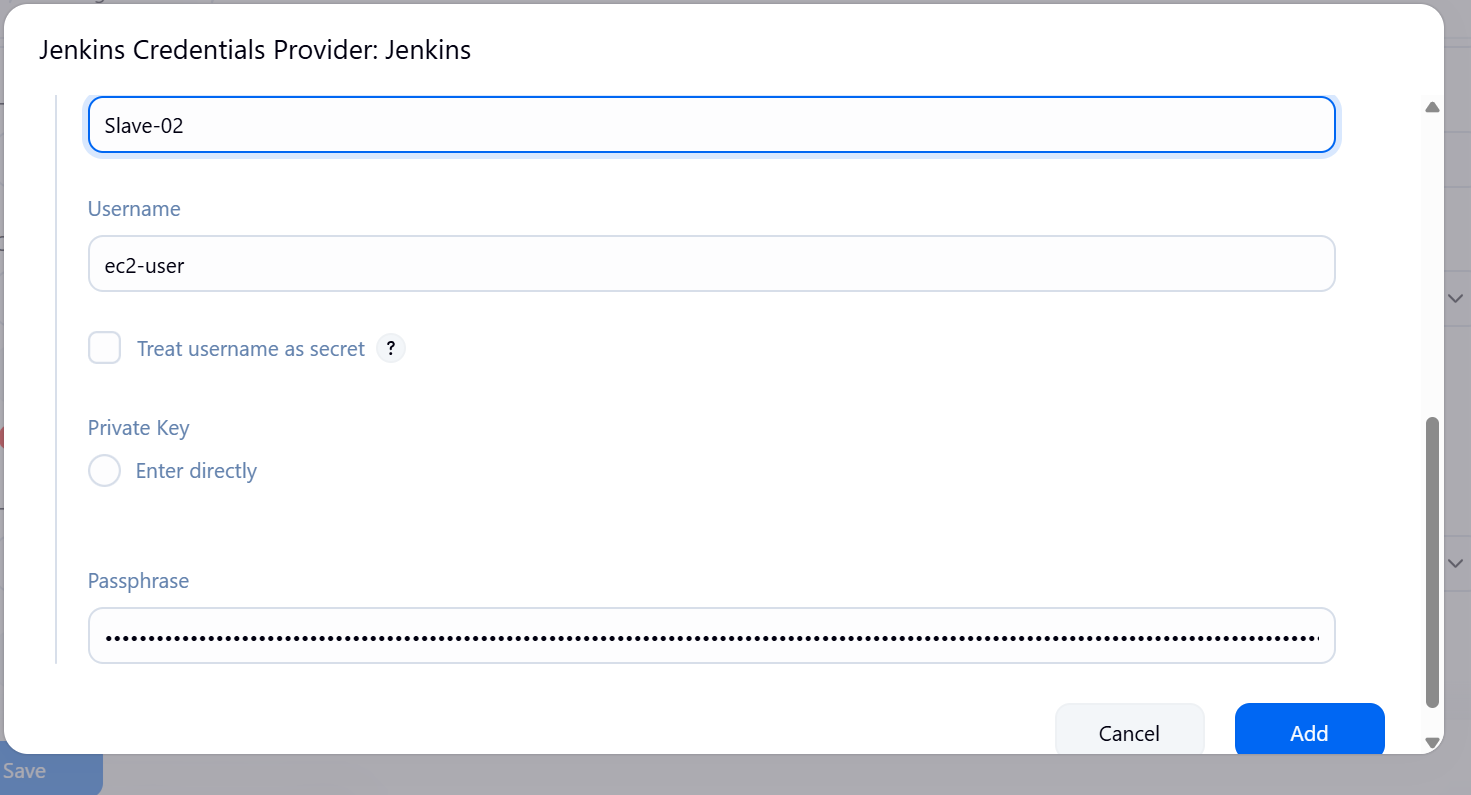 Jenkins Credentials Provider: Jenkins
Slave-02
Username
ec2-user
Treat username as secret ?
Private Key
Enter directly
Passphrase
Cancel
Add
Save